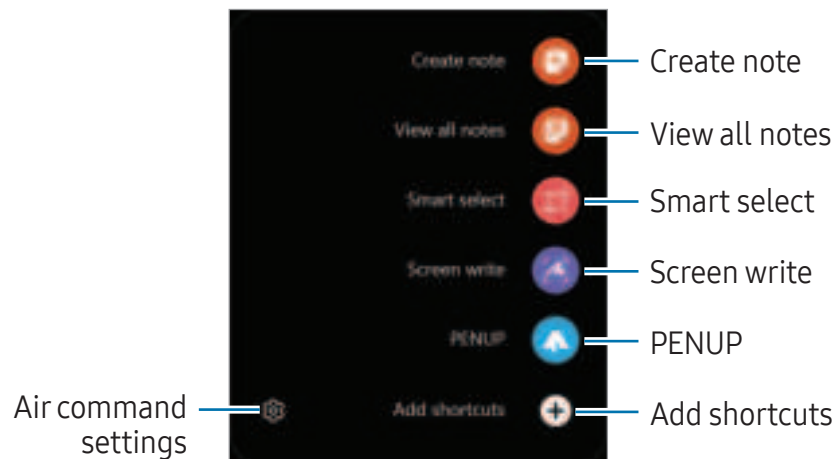 Create note
Create note
View all notes
View all notes
Smart select
Smart select
Screen write
Screen write
PENUP
PENUP
Air command
settings
Add shortcuts
Add shortcuts